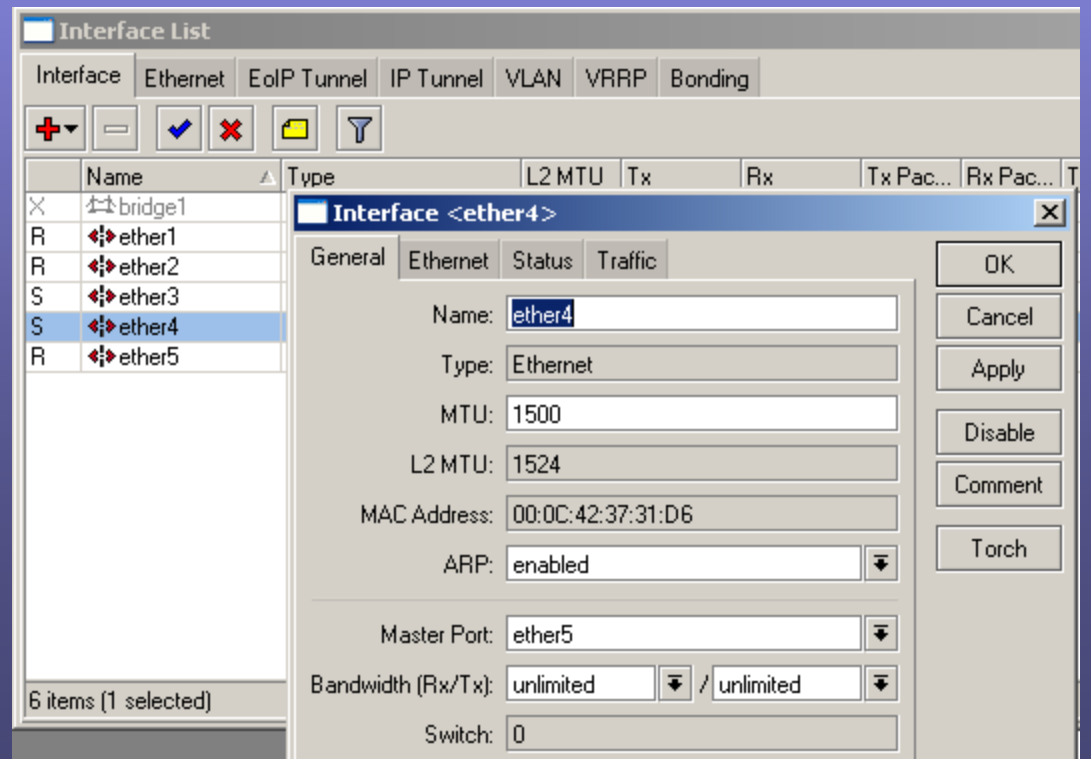 Interface List
Interface Ethernet EoIP Tunnel IP Tunnel VLAN VRRP Bonding
Name Type L2 MTU Tx Rx Tx Pac... Rx Pac... T
X bridge1
R ether1
R ether2
S ether3
S ether4
R ether5
6 items (1 selected)
Interface <ether4>
General Ethernet Status Traffic
Name: ether4
Type: Ethernet
MTU: 1500
L2 MTU: 1524
MAC Address: 00:0C:42:37:31:D6
ARP: enabled
Master Port: ether5
Bandwidth (Rx/Tx): unlimited / unlimited
Switch: 0
OK
Cancel
Apply
Disable
Comment
Torch